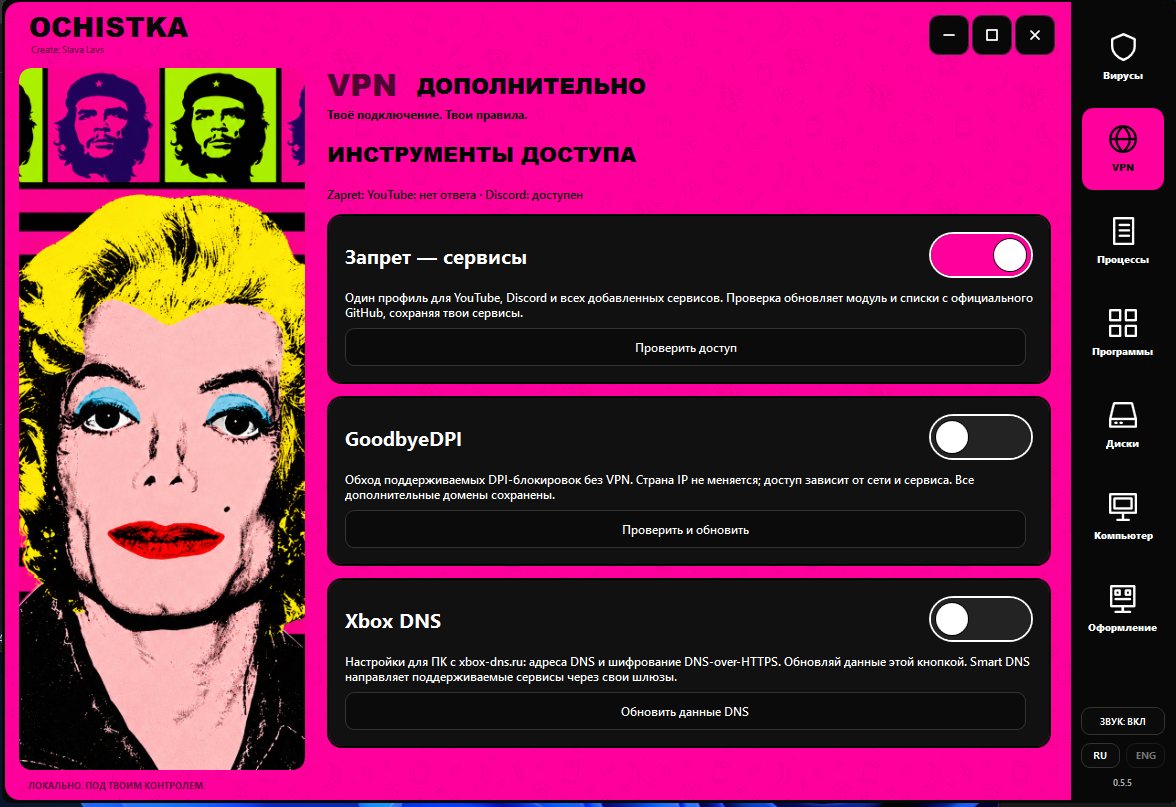 OCHISTKA
Create: Slava Lavs
VPN ДОПОЛНИТЕЛЬНО
Твоё подключение. Твои правила.
ИНСТРУМЕНТЫ ДОСТУПА
Запрет: YouTube: нет ответа · Discord: доступен
Запрет — сервисы
Один профиль для YouTube, Discord и всех добавленных сервисов. Проверка обновляет модуль и списки с официального
GitHub, сохраняя твои сервисы.
Проверить доступ
GoodbyeDPI
Обход поддерживаемых DPI-блокировок без VPN. Страна IP не меняется; доступ зависит от сети и сервиса. Все
дополнительные домены сохранены.
Проверить и обновить
Xbox DNS
Настройки для ПК с xbox-dns.ru: адреса DNS и шифрование DNS-over-HTTPS. Обновляй данные этой кнопкой. Smart DNS
направляет поддерживаемые сервисы через свои шлюзы.
Обновить данные DNS
ЛОКАЛЬНО. ПОД ТВОИМ КОНТРОЛЕМ.
Вирусы
VPN
Процессы
Программы
Диски
Компьютер
Оформление
ЗВУК: ВКЛ
RU ENG
0.5.5